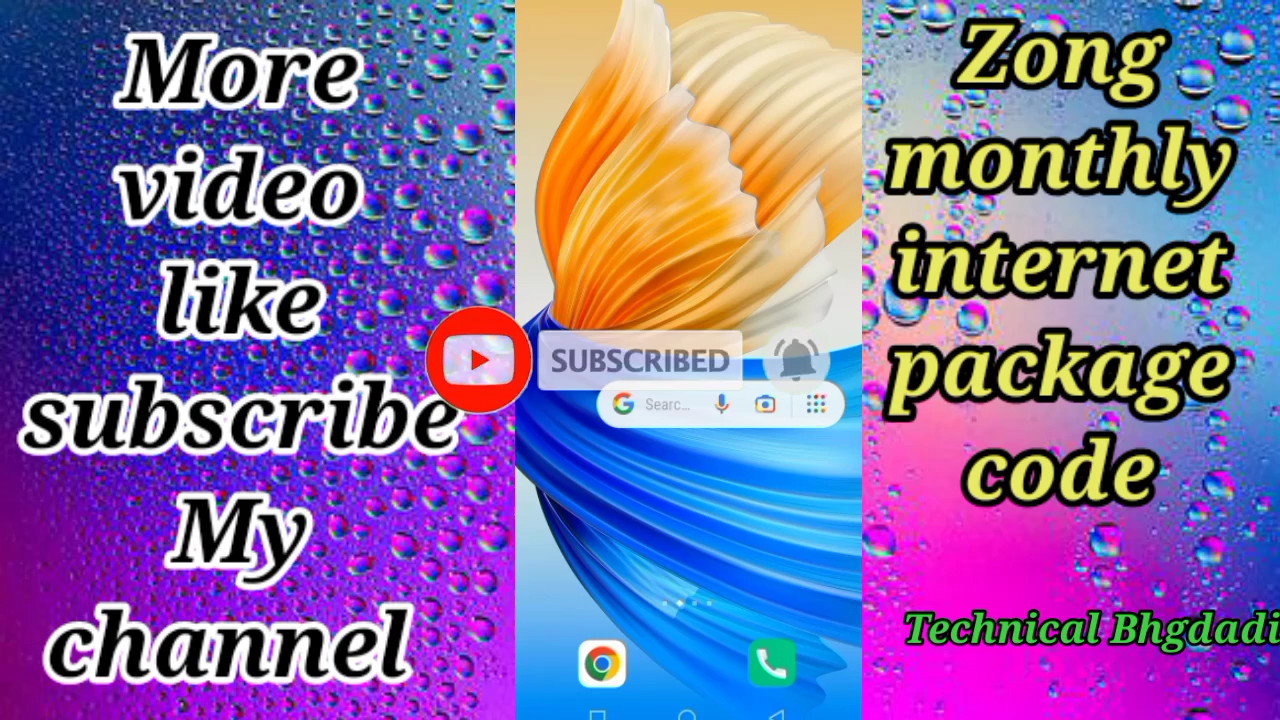 More
video
like
subscribe
My
channel
SUBSCRIBED
Searc...
Zong
monthly
internet
package
code
Technical Bhgdadi